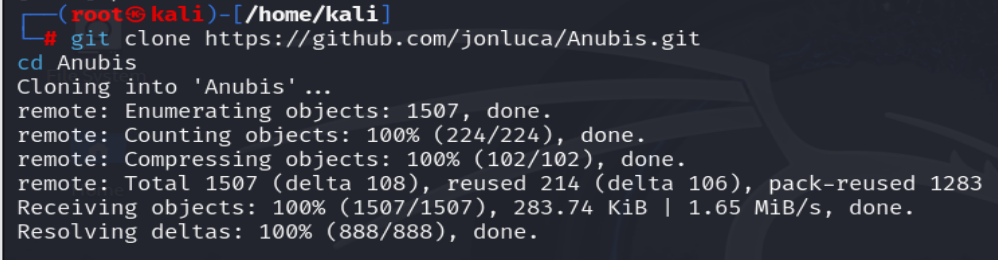 ┌──(root㉿kali)-[/home/kali]
└─# git clone https://github.com/jonluca/Anubis.git
cd Anubis
Cloning into 'Anubis'...
remote: Enumerating objects: 1507, done.
remote: Counting objects: 100% (224/224), done.
remote: Compressing objects: 100% (102/102), done.
remote: Total 1507 (delta 108), reused 214 (delta 106), pack-reused 1283
Receiving objects: 100% (1507/1507), 283.74 KiB | 1.65 MiB/s, done.
Resolving deltas: 100% (888/888), done.